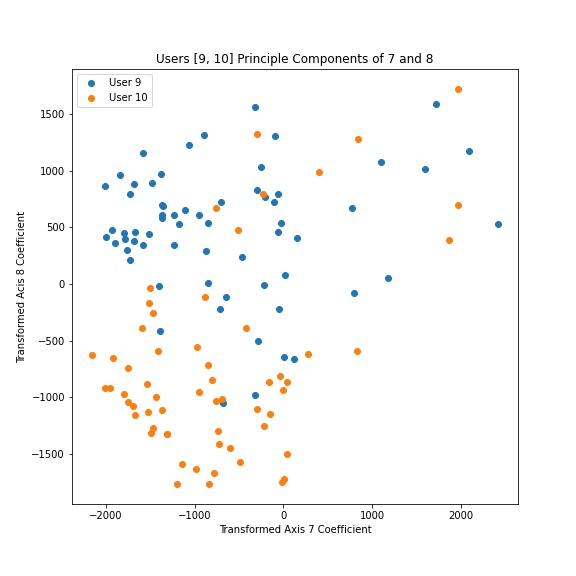 Users [9, 10] Principle Components of 7 and 8
User 9
User 10
Transformed Acis 8 Coefficient
1500
1000
500
0
−500
−1000
−1500
−2000
−1000
0
1000
2000
Transformed Axis 7 Coefficient